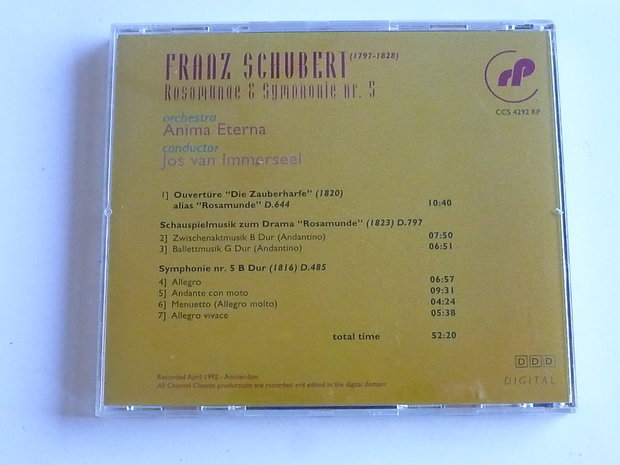 FRANZ SCHUBERT (1797-1828)
Rosamunde & Symphonie nr. 5
rP
CCS 4292 RP
orchestra
Anima Eterna
conductor
Jos van Immerseel
1] Ouvertüre "Die Zauberharfe" (1820)
alias "Rosamunde" D.644 10:40
Schauspielmusik zum Drama "Rosamunde" (1823) D.797
2] Zwischenaktmusik B Dur (Andantino) 07:50
3] Ballettmusik G Dur (Andantino) 06:51
Symphonie nr. 5 B Dur (1816) D.485
4] Allegro 06:57
5] Andante con moto 09:31
6] Menuetto (Allegro molto) 04:24
7] Allegro vivace 05:38
total time 52:20
Recorded April 1992 - Amsterdam
All Channel Classics productions are recorded and edited in the digital domain
DDD
DIGITAL